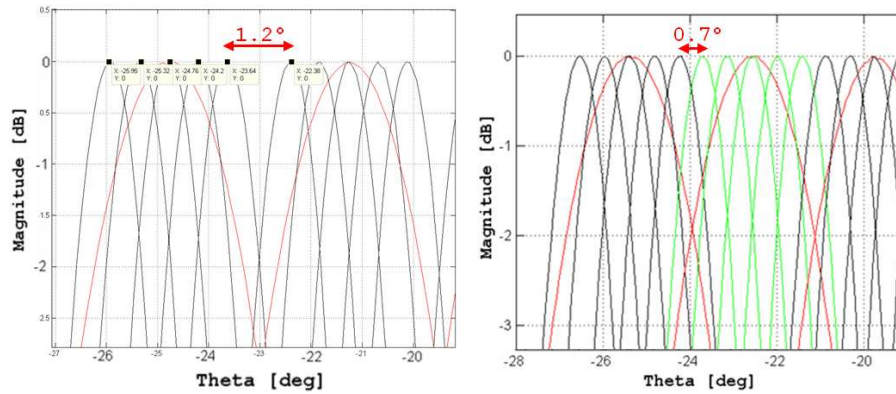 1.2°
0.5
0
-1
1.5
-2
2.5
X: -25.95
Y: 0
X: -25.32
Y: 0
X: -24.76
Y: 0
X: -24.2
Y: 0
X: -23.64
Y: 0
X: -22.38
Y: 0
-27
-26
-25
-24
-23
-22
-21
-20
Magnitude [dB]
Theta [deg]
0.7°
0
-1
-2
-3
-28
-26
-24
-22
-20
Magnitude [dB]
Theta [deg]